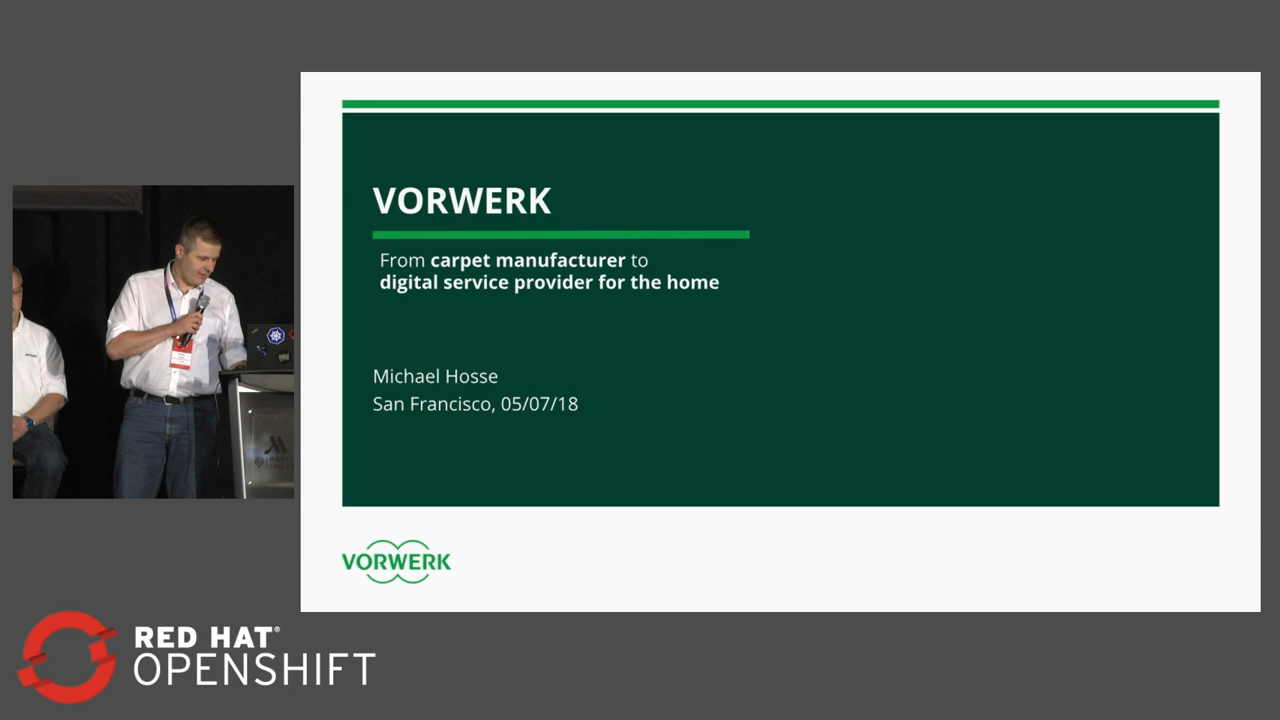 VORWERK
From carpet manufacturer to
digital service provider for the home
Michael Hosse
San Francisco, 05/07/18
VORWERK
RED HAT®
OPENSHIFT